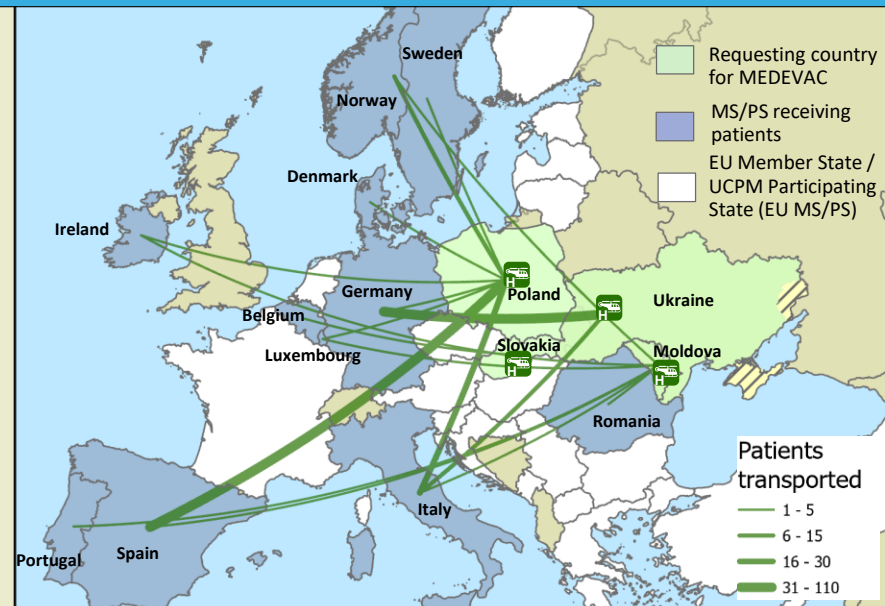 Sweden
Requesting country
for MEDEVAC
Norway
MS/PS receiving
patients
EU Member State /
UCPM Participating
State (EU MS/PS)
Denmark
Ireland
H
Germany
Poland
Ukraine
Belgium
H
Luxembourg
Slovakia
Moldova
H
H
Romania
Patients
transported
1 - 5
Italy
6 - 15
16 - 30
Portugal
Spain
31 - 110